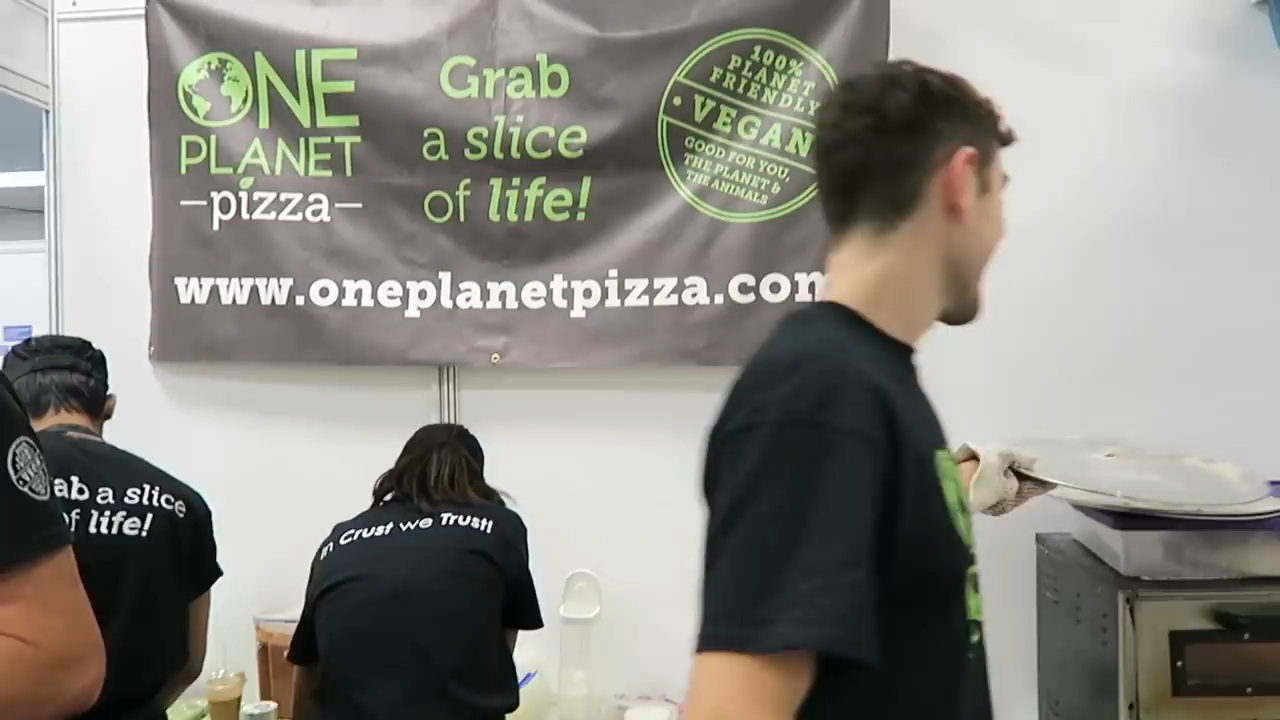 ONE
PLANET
pizza
Grab
a slice
of life!
100%
PLANET
FRIENDLY
VEGAN
GOOD FOR YOU,
THE PLANET &
THE ANIMALS
www.oneplanetpizza.com
ab a slice
of life!
In Crust we Trust!